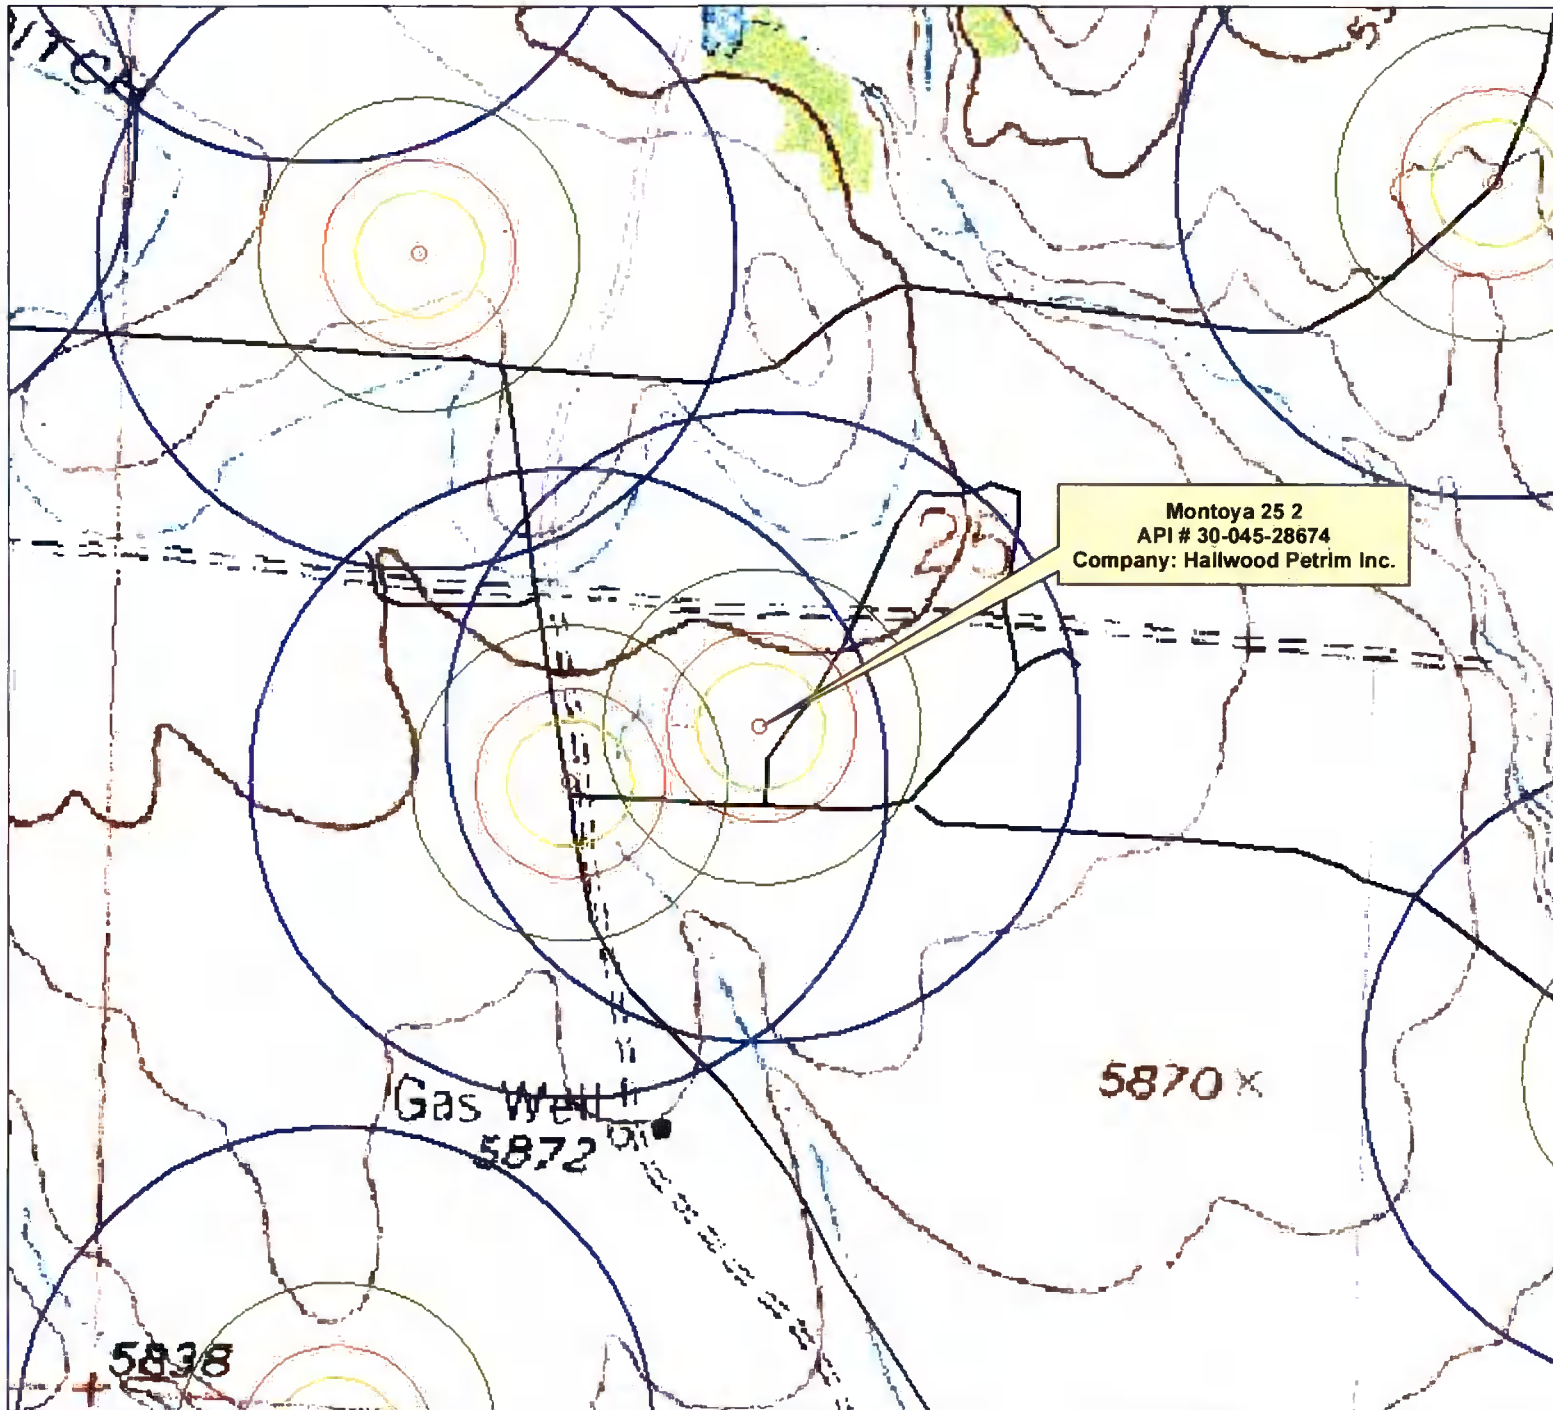 Montoya 25 2
API # 30-045-28674
Company: Hallwood Petrim Inc.
25
5870
Gas Well
5872
5838